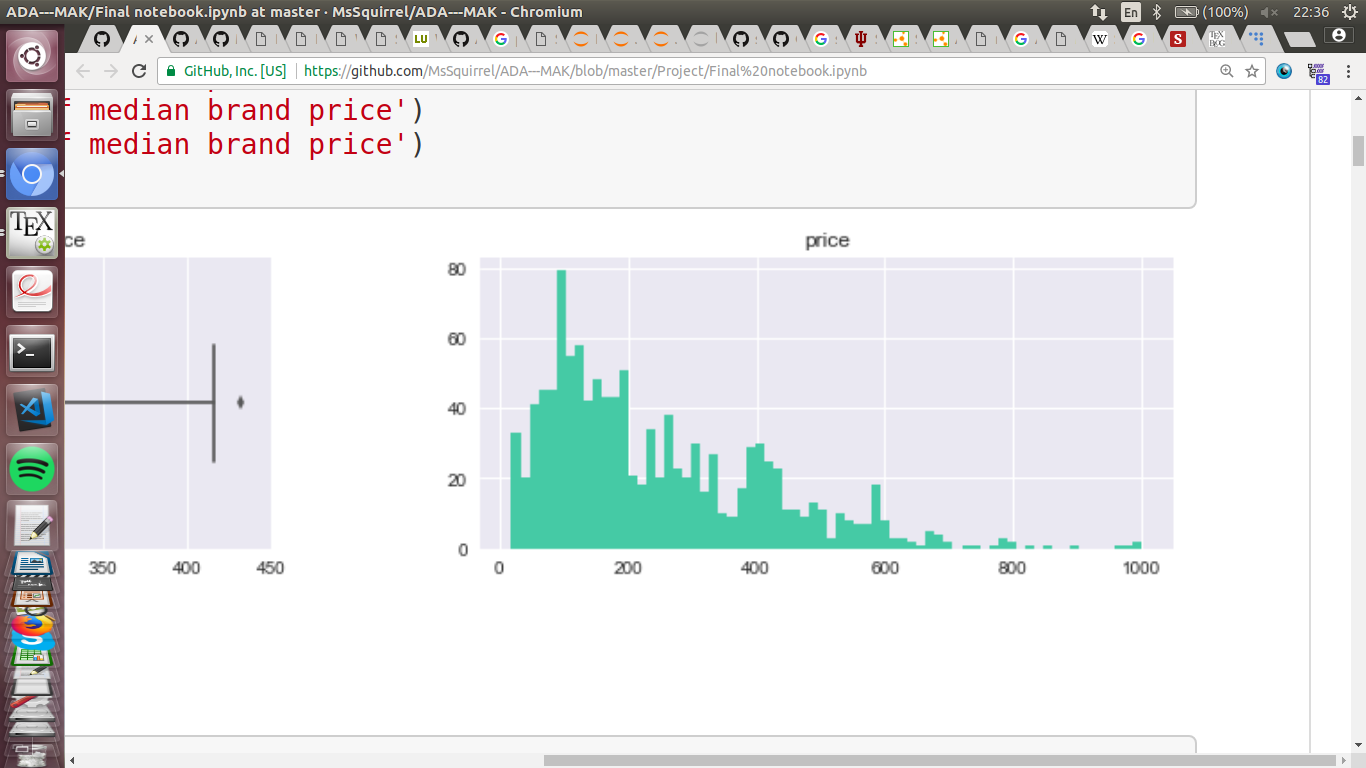 ADA---MAK/Final notebook.ipynb at master · MsSquirrel/ADA---MAK - Chromium
En
(100%)
22:36
LU
S
W
GitHub, Inc. [US]
https://github.com/MsSquirrel/ADA---MAK/blob/master/Project/Final%20notebook.ipynb
82
median brand price')
median brand price')
TEX
ce
price
80
60
40
20
0
350
400
450
0
200
400
600
800
1000